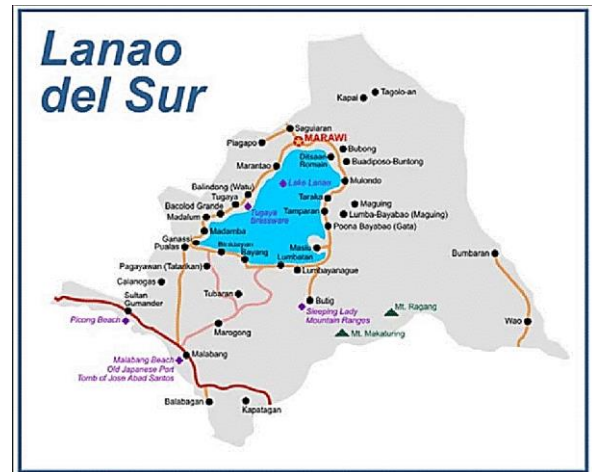 Lanao
del Sur
Tagolo-an
Kapai
Saguiaran
MARAWI
Piagapo
Bubong
Ditsaan
Romain
Buadiposo-Buntong
Marantao
Lake Lanao
Mulondo
Balindong (Watu)
Tugaya
Taraka
Maguing
Bacolod Grande
Tugaya
Brassware
Tamparan
Lumba-Bayabao (Maguing)
Madalum
Poona Bayabao (Gata)
Madamba
Ganassi
Pualas
Bayang
Masiu
Lumbatan
Bumbaran
Pagayawan (Tatarikan)
Lumbayanague
Calanogas
Tubaran
Butig
Sultan
Gumander
Sleeping Lady
Mountain Ranges
Mt. Ragang
Picong Beach
Marogong
Mt. Makaturing
Wao
Malabang
Malabang Beach
Old Japanese Port
Tomb of Jose Abad Santos
Balabagan
Kapatagan